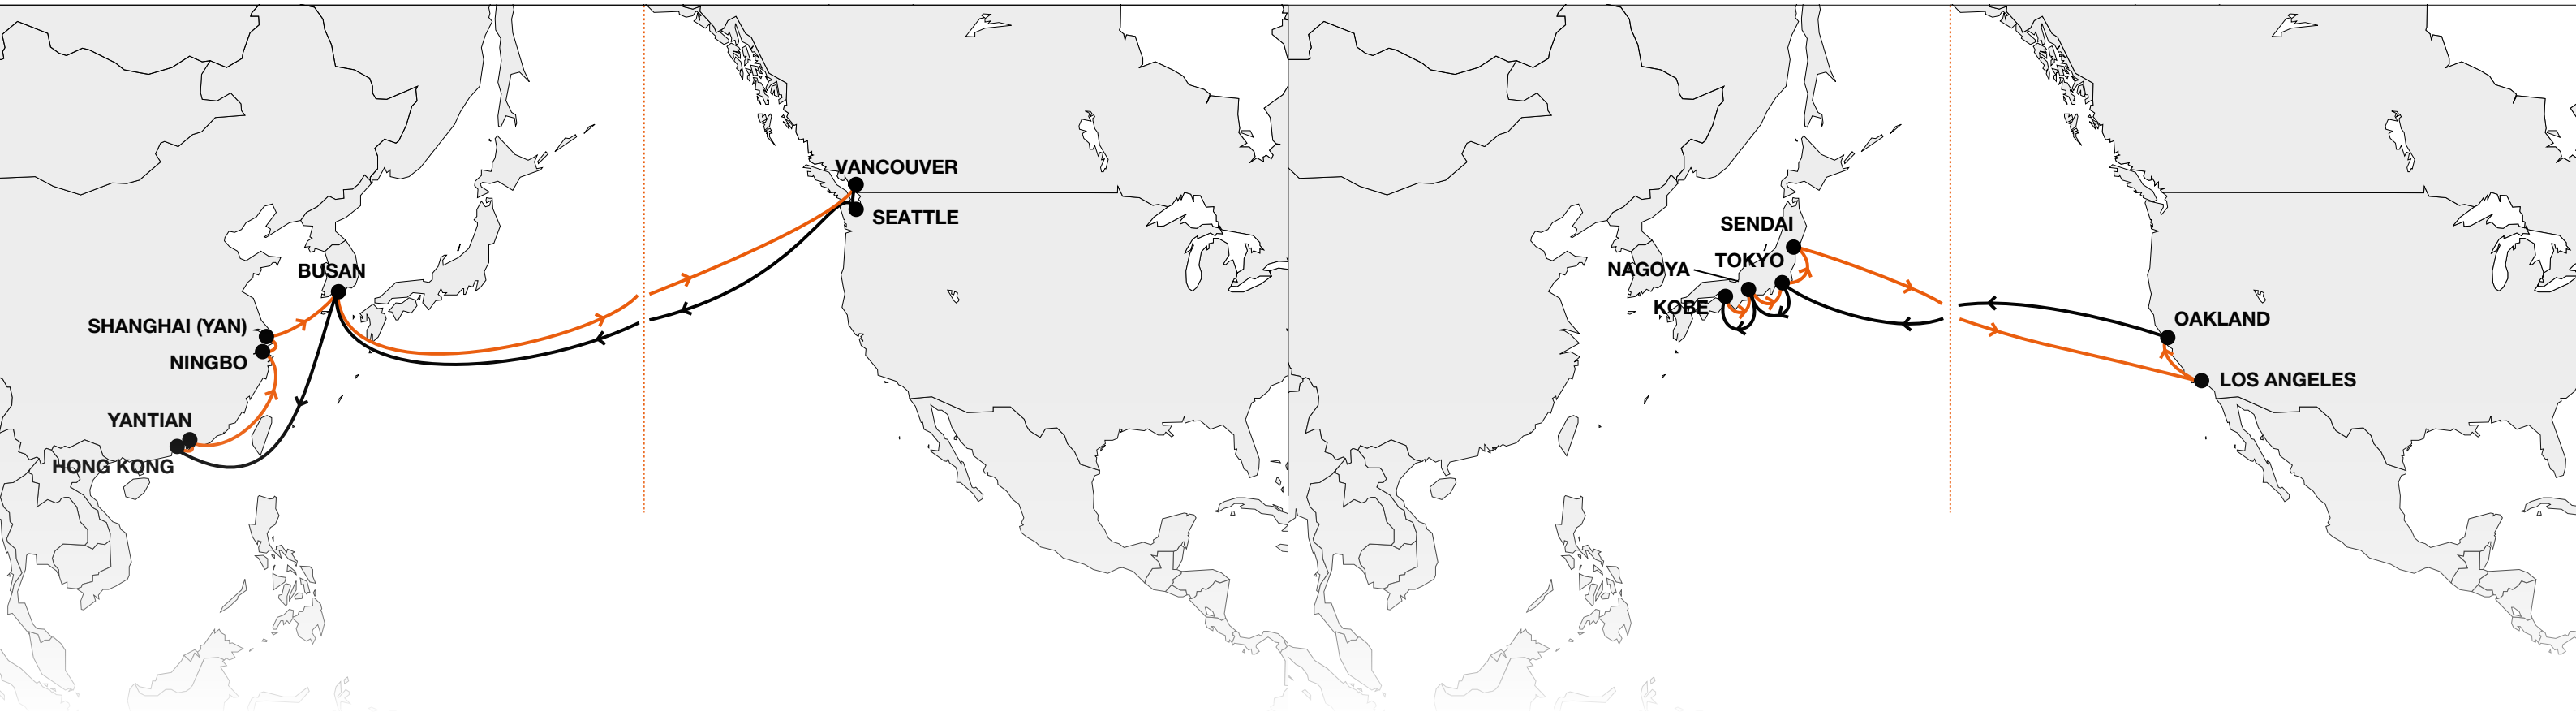 VANCOUVER
SEATTLE
BUSAN
SHANGHAI (YAN)
NINGBO
YANTIAN
HONG KONG
SENDAI
TOKYO
NAGOYA
KOBE
OAKLAND
LOS ANGELES